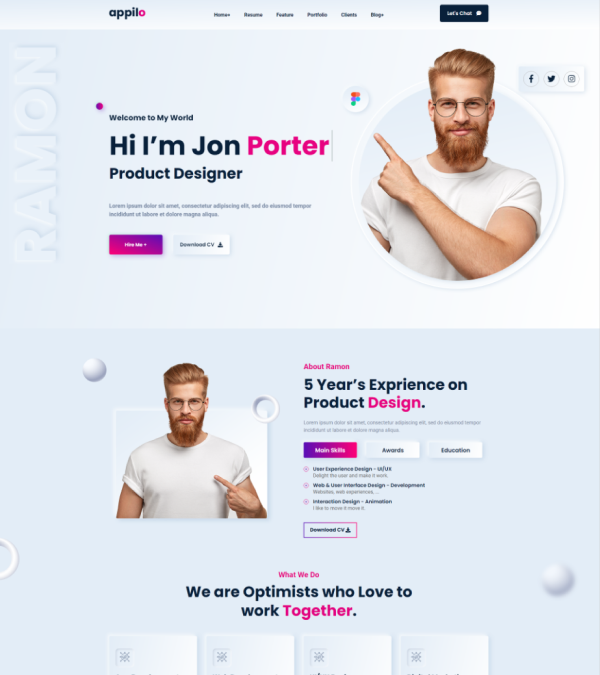 appilo
Home+ Resume Feature Portfolio Clients Blog+ Let's Chat
RAMON
Welcome to My World
Hi I'm Jon Porter
Product Designer
Lorem ipsum dolor sit amet, consectetur adipiscing elit, sed do eiusmod tempor
incididunt ut labore et dolore magna aliqua.
Hire Me + Download CV
About Ramon
5 Year's Exprience on
Product Design.
Lorem ipsum dolor sit amet, consectetur adipiscing elit, sed do eiusmod tempor
incididunt ut labore et dolore magna aliqua.
Main Skills Awards Education
User Experience Design - UI/UX
Delight the user and make it work.
Web & User Interface Design - Development
Websites, web experiences, ...
Interaction Design - Animation
I like to move it move it.
Download CV
What We Do
We are Optimists who Love to
work Together.